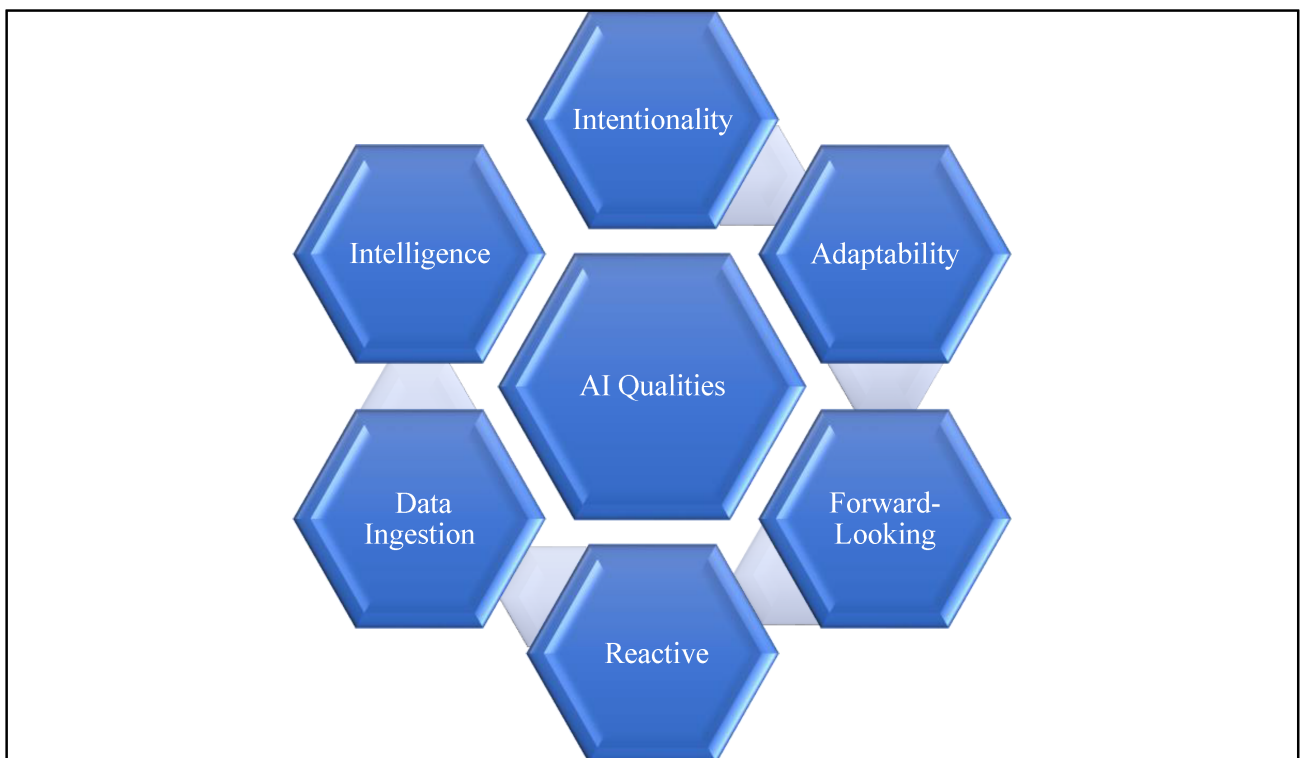 Intentionality
Intelligence
Adaptability
AI Qualities
Data
Ingestion
Forward-
Looking
Reactive